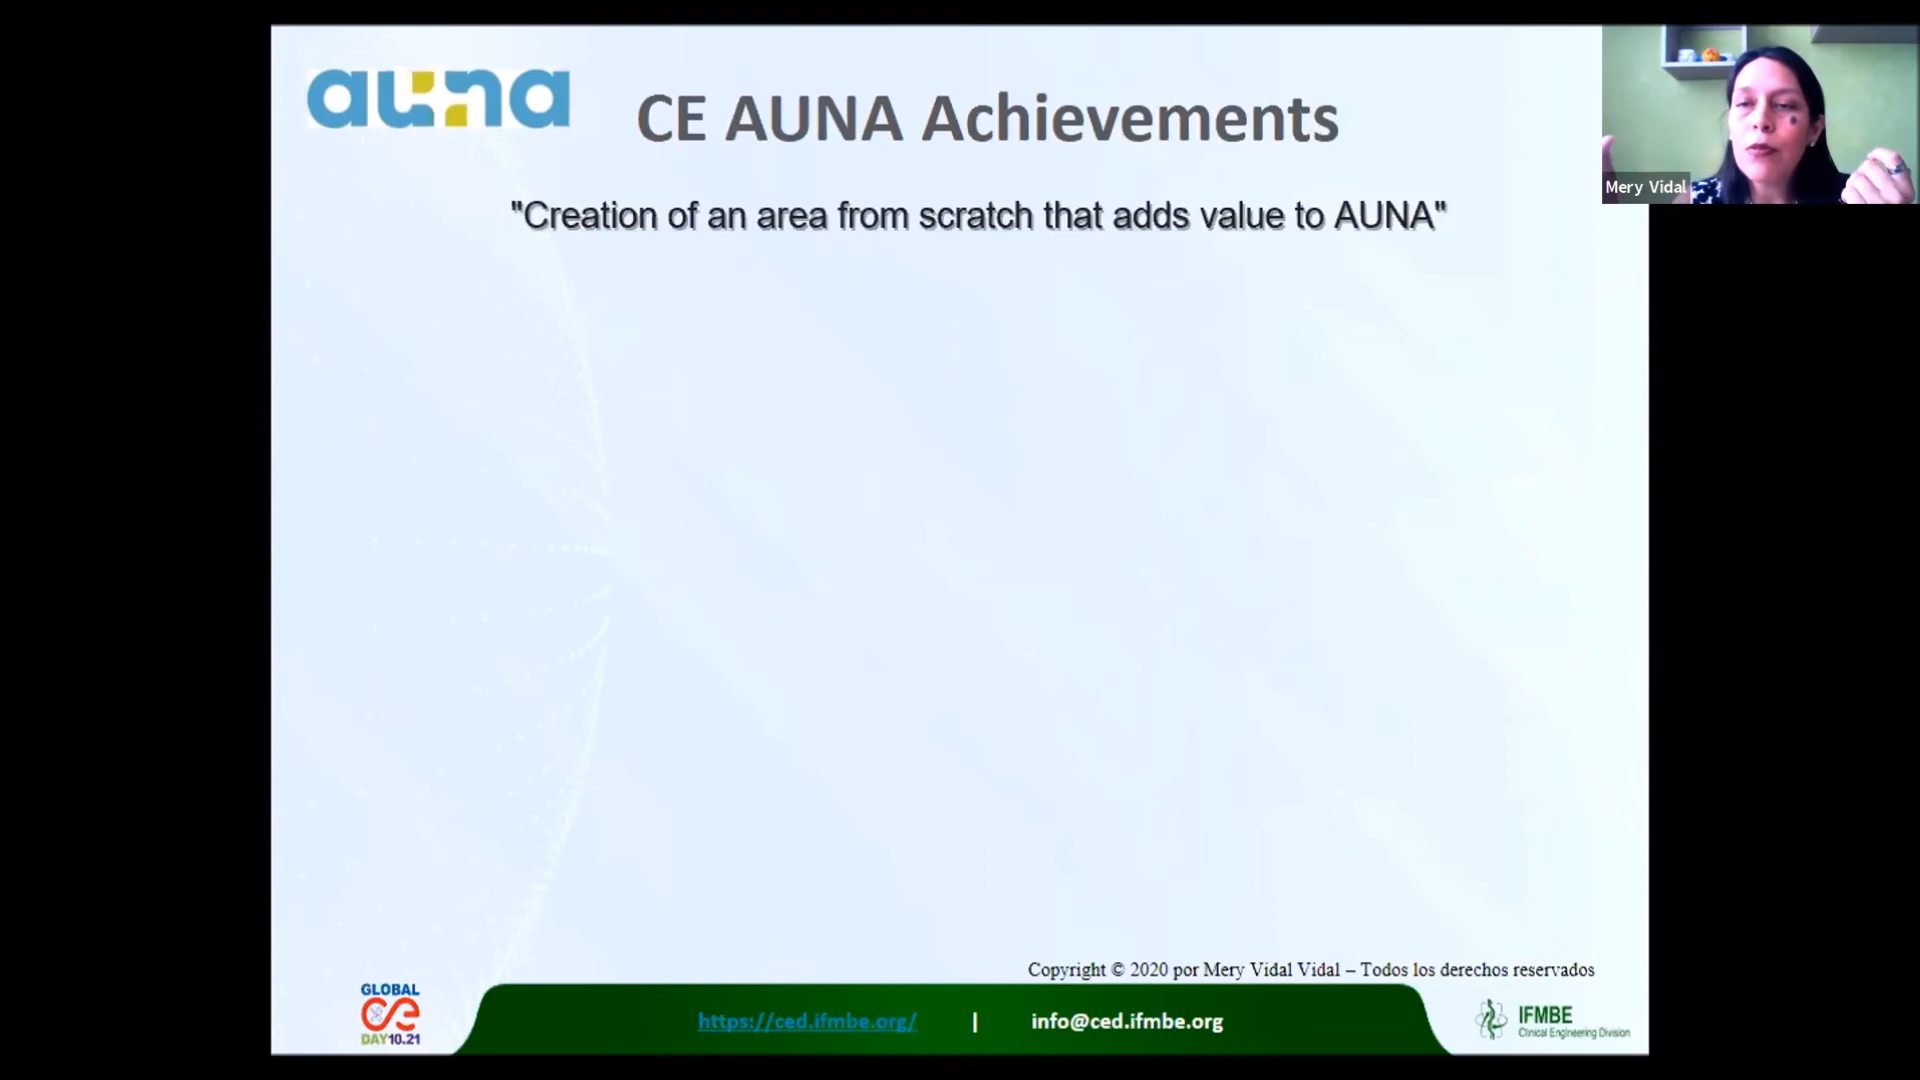 auna
CE AUNA Achievements
Mery Vidal
"Creation of an area from scratch that adds value to AUNA"
Copyright © 2020 por Mery Vidal Vidal – Todos los derechos reservados
GLOBAL
ce
DAY10.21
https://ced.ifmbe.org/ | info@ced.ifmbe.org
IFMBE
Clinical Engineering Division